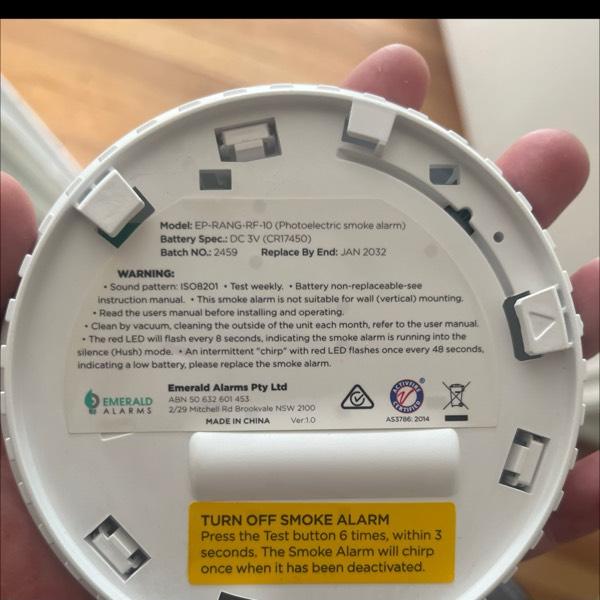 Model: EP-RANG-RF-10 (Photoelectric smoke alarm)
Battery Spec.: DC 3V (CR17450)
Batch NO.: 2459 Replace By End: JAN 2032
WARNING:
• Sound pattern: ISO8201 • Test weekly. • Battery non-replaceable-see
instruction manual. • This smoke alarm is not suitable for wall (vertical) mounting.
• Read the users manual before installing and operating.
• Clean by vacuum, cleaning the outside of the unit each month, refer to the user manual.
• The red LED will flash every 8 seconds, indicating the smoke alarm is running into the
silence (Hush) mode. • An intermittent "chirp" with red LED flashes once every 48 seconds,
indicating a low battery, please replace the smoke alarm.
EMERALD
ALARMS
Emerald Alarms Pty Ltd
ABN 50 632 601 453
2/29 Mitchell Rd Brookvale NSW 2100
MADE IN CHINA Ver:1.0
ACTIVFIRE
CERTIFIED
AS3786: 2014
TURN OFF SMOKE ALARM
Press the Test button 6 times, within 3
seconds. The Smoke Alarm will chirp
once when it has been deactivated.